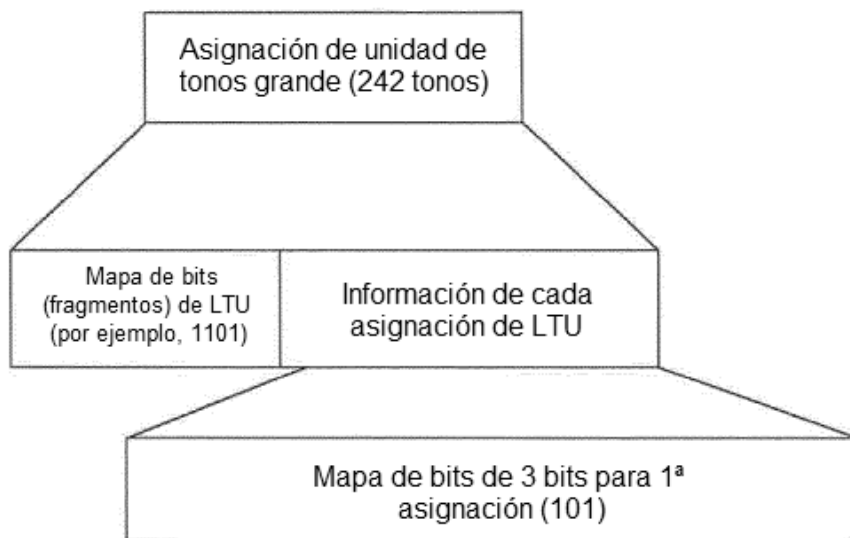 Asignación de unidad de
tonos grande (242 tonos)
Mapa de bits
(fragmentos) de LTU
(por ejemplo, 1101)
Información de cada
asignación de LTU
Mapa de bits de 3 bits para 1ª
asignación (101)